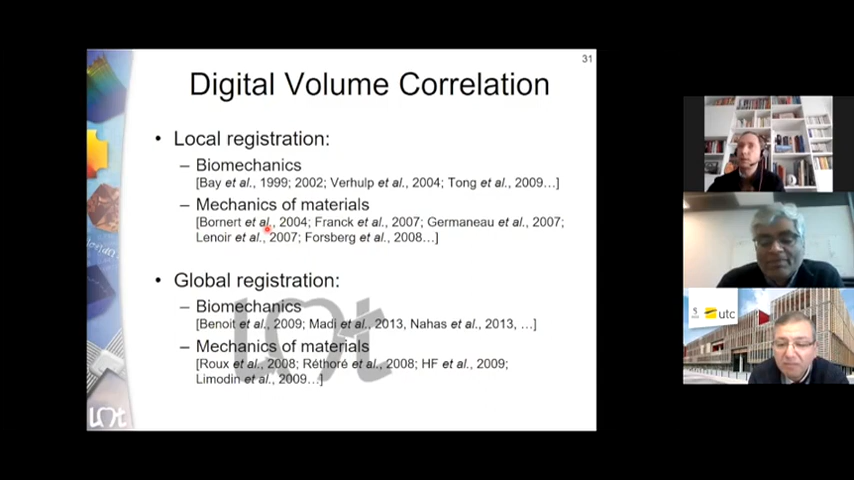 31
Digital Volume Correlation
• Local registration:
– Biomechanics
[Bay et al., 1999; 2002; Verhulp et al., 2004; Tong et al., 2009…]
– Mechanics of materials
[Bornert et al., 2004; Franck et al., 2007; Germaneau et al., 2007;
Lenoir et al., 2007; Forsberg et al., 2008…]
• Global registration:
– Biomechanics
[Benoit et al., 2009; Madi et al., 2013, Nahas et al., 2013, …]
– Mechanics of materials
[Roux et al., 2008; Réthoré et al., 2008; HF et al., 2009;
Limodin et al., 2009…]
utc